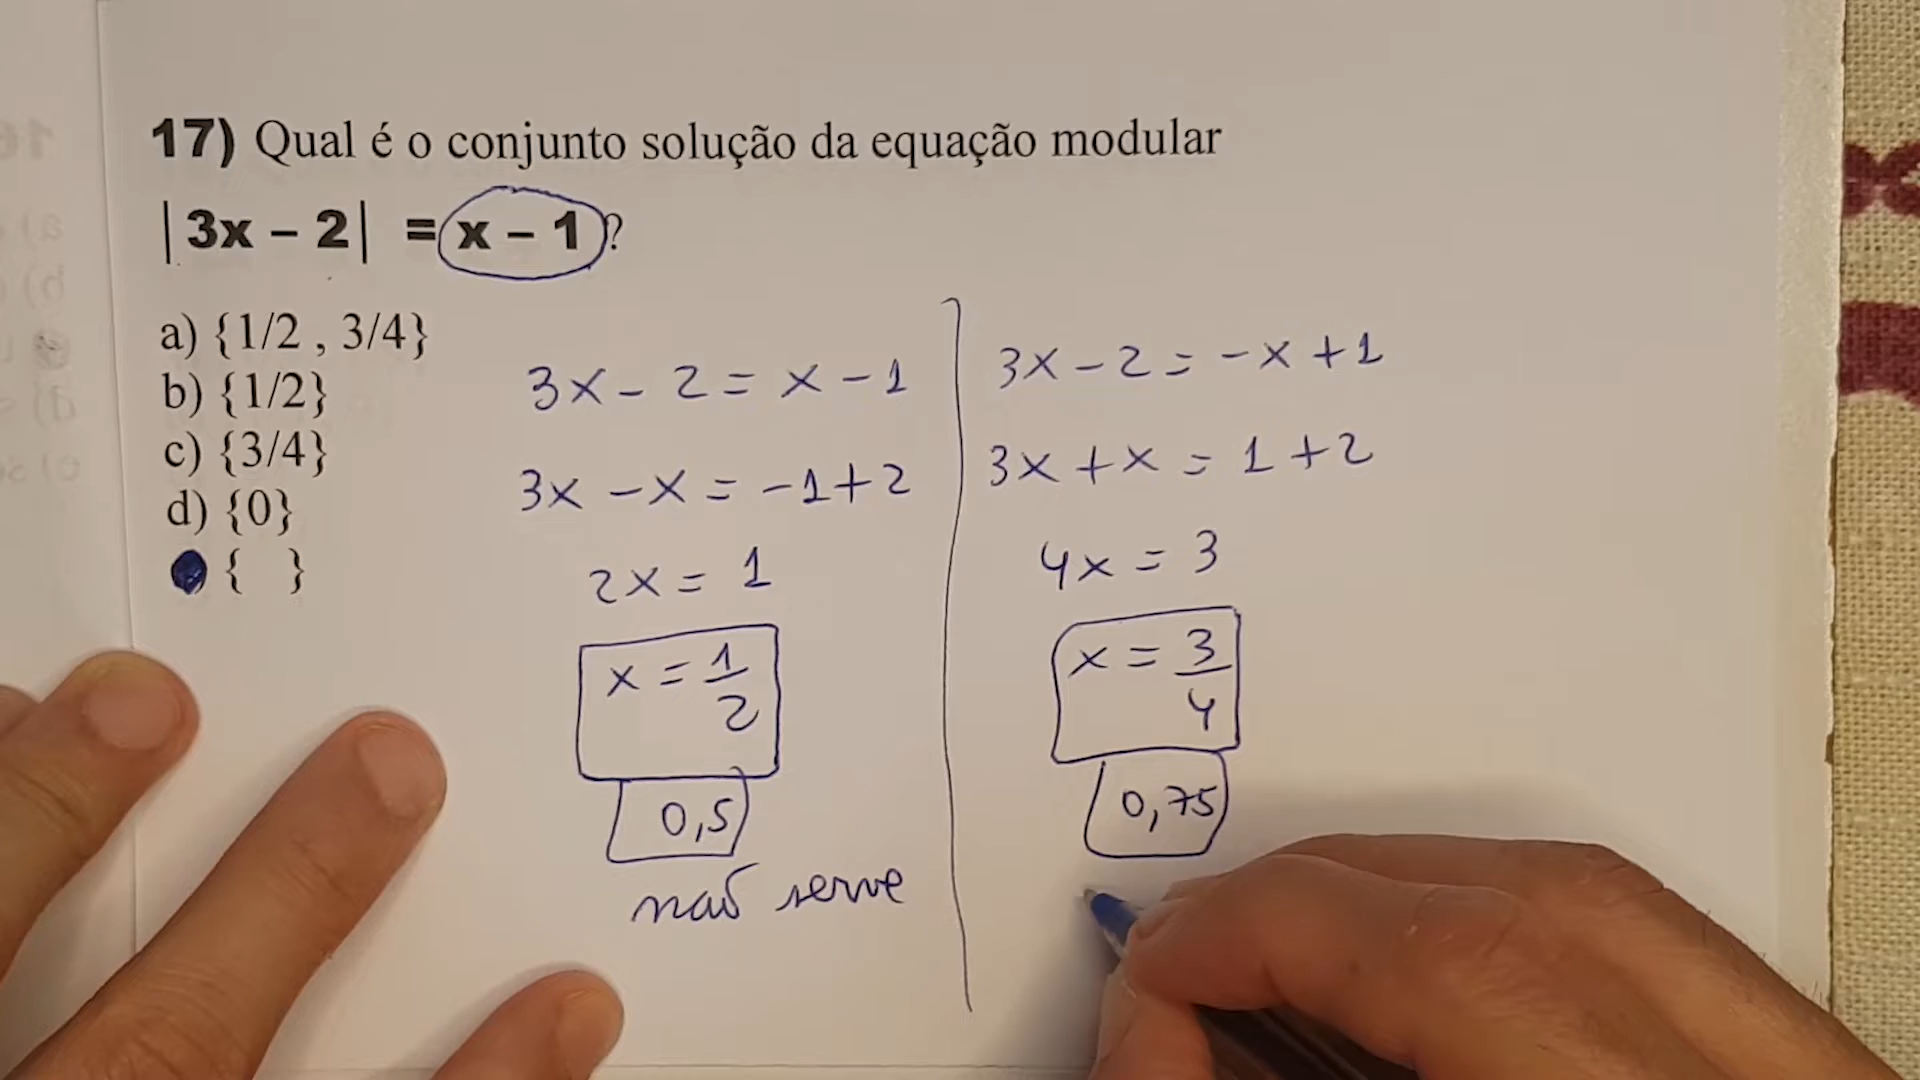 17) Qual é o conjunto solução da equação modular
|3x – 2| = x – 1 ?
a) {1/2 , 3/4}
b) {1/2}
c) {3/4}
d) {0}
{ }
3x - 2 = x - 1
3x - x = -1 + 2
2x = 1
x = 1/2
0,5
não serve
3x - 2 = -x + 1
3x + x = 1 + 2
4x = 3
x = 3/4
0,75